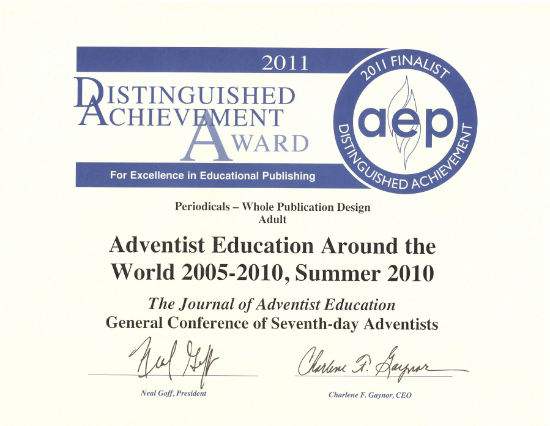 2011
DISTINGUISHED
ACHIEVEMENT
AWARD
For Excellence in Educational Publishing
2011 FINALIST
aep
DISTINGUISHED ACHIEVEMENT
Periodicals – Whole Publication Design
Adult
Adventist Education Around the
World 2005-2010, Summer 2010
The Journal of Adventist Education
General Conference of Seventh-day Adventists
Neal Goff
Charlene F. Gaynor
Neal Goff, President
Charlene F. Gaynor, CEO